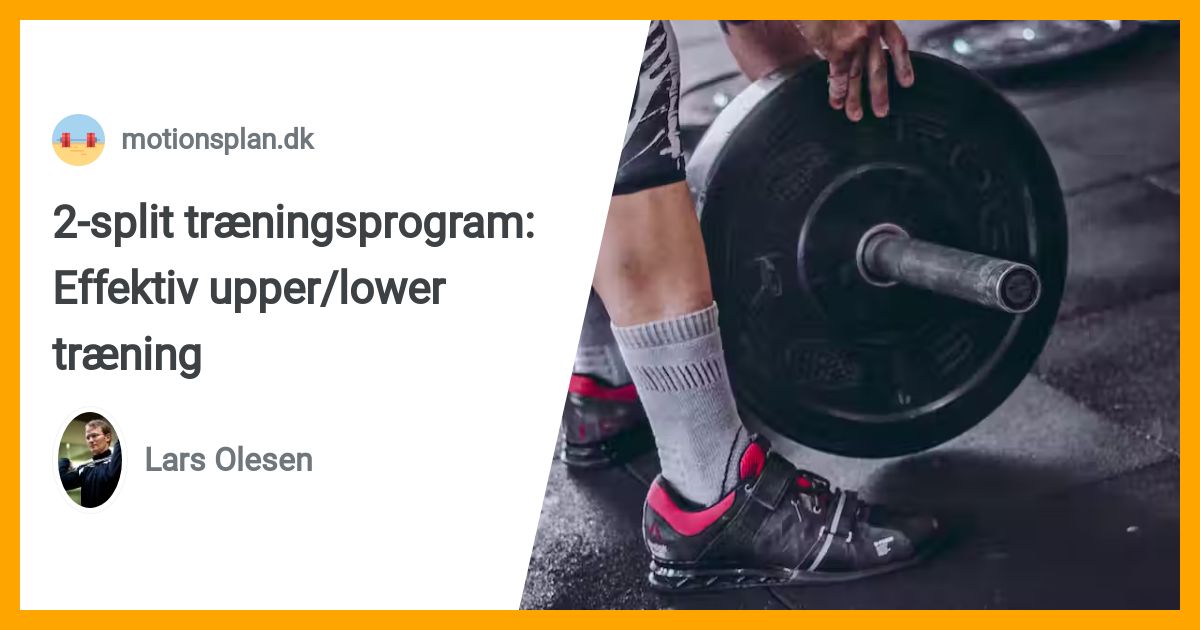 motionsplan.dk
2-split træningsprogram:
Effektiv upper/lower
træning
Lars Olesen